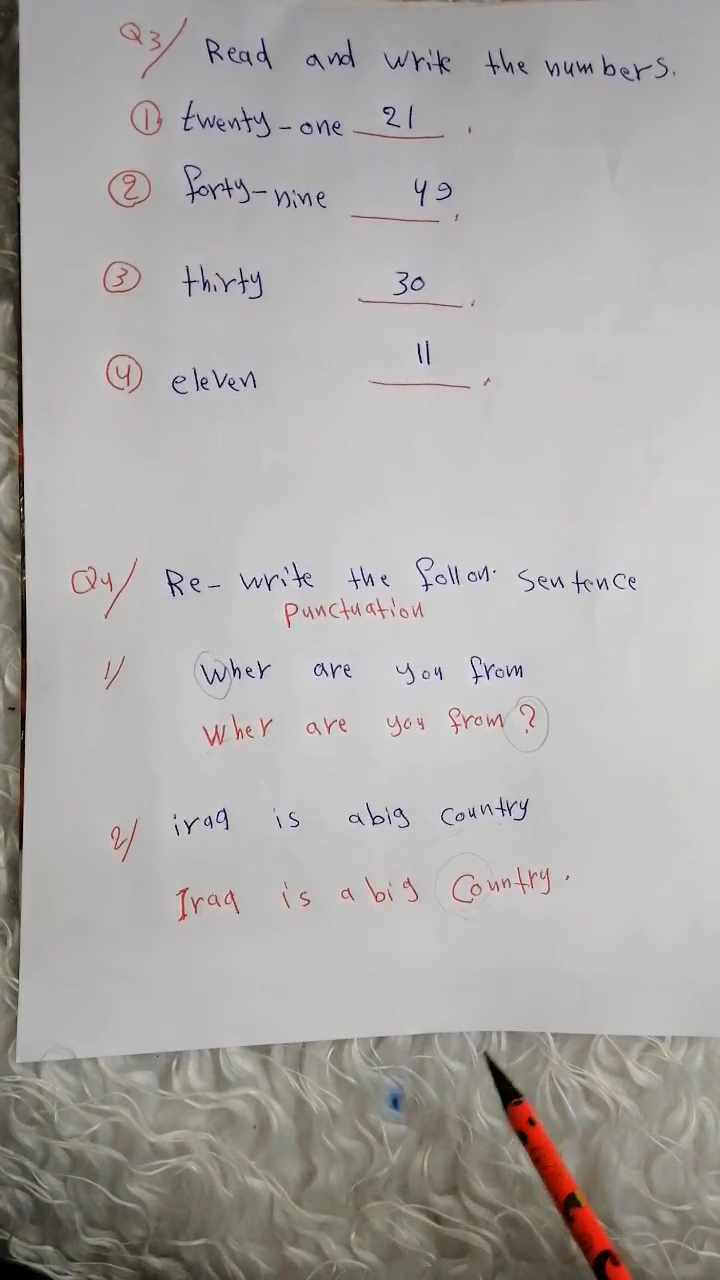 Q3/ Read and write the numbers.
① twenty-one 21 .
② forty-nine 49 .
③ thirty 30 .
④ eleven 11 .
Q4/ Re-write the follon. sentence
Punctuation
1/ Wher are you from
Wher are you from?
2/ iraq is abig country
Iraq is a big Country.